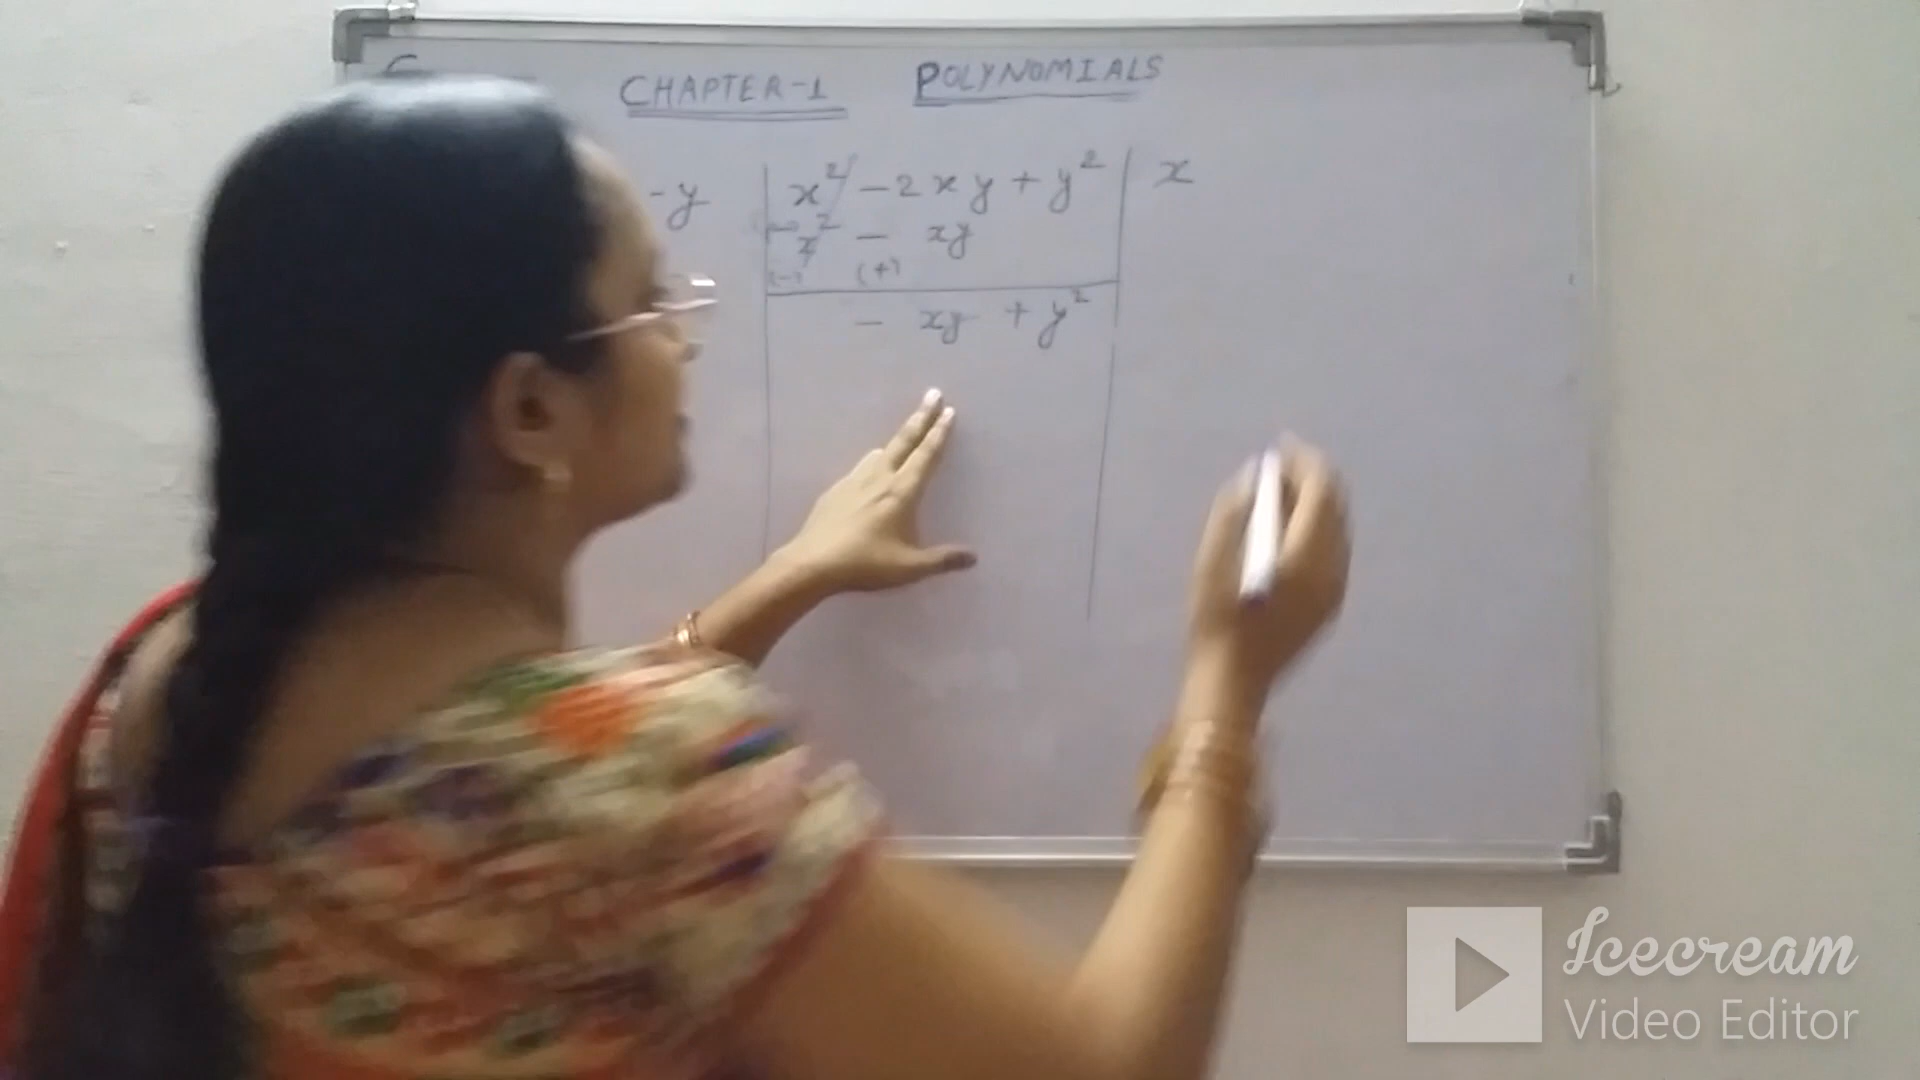 CHAPTER-1 POLYNOMIALS
-y x² - 2xy + y² x
x² - xy
(-) (+)
- xy + y²
Icecream
Video Editor